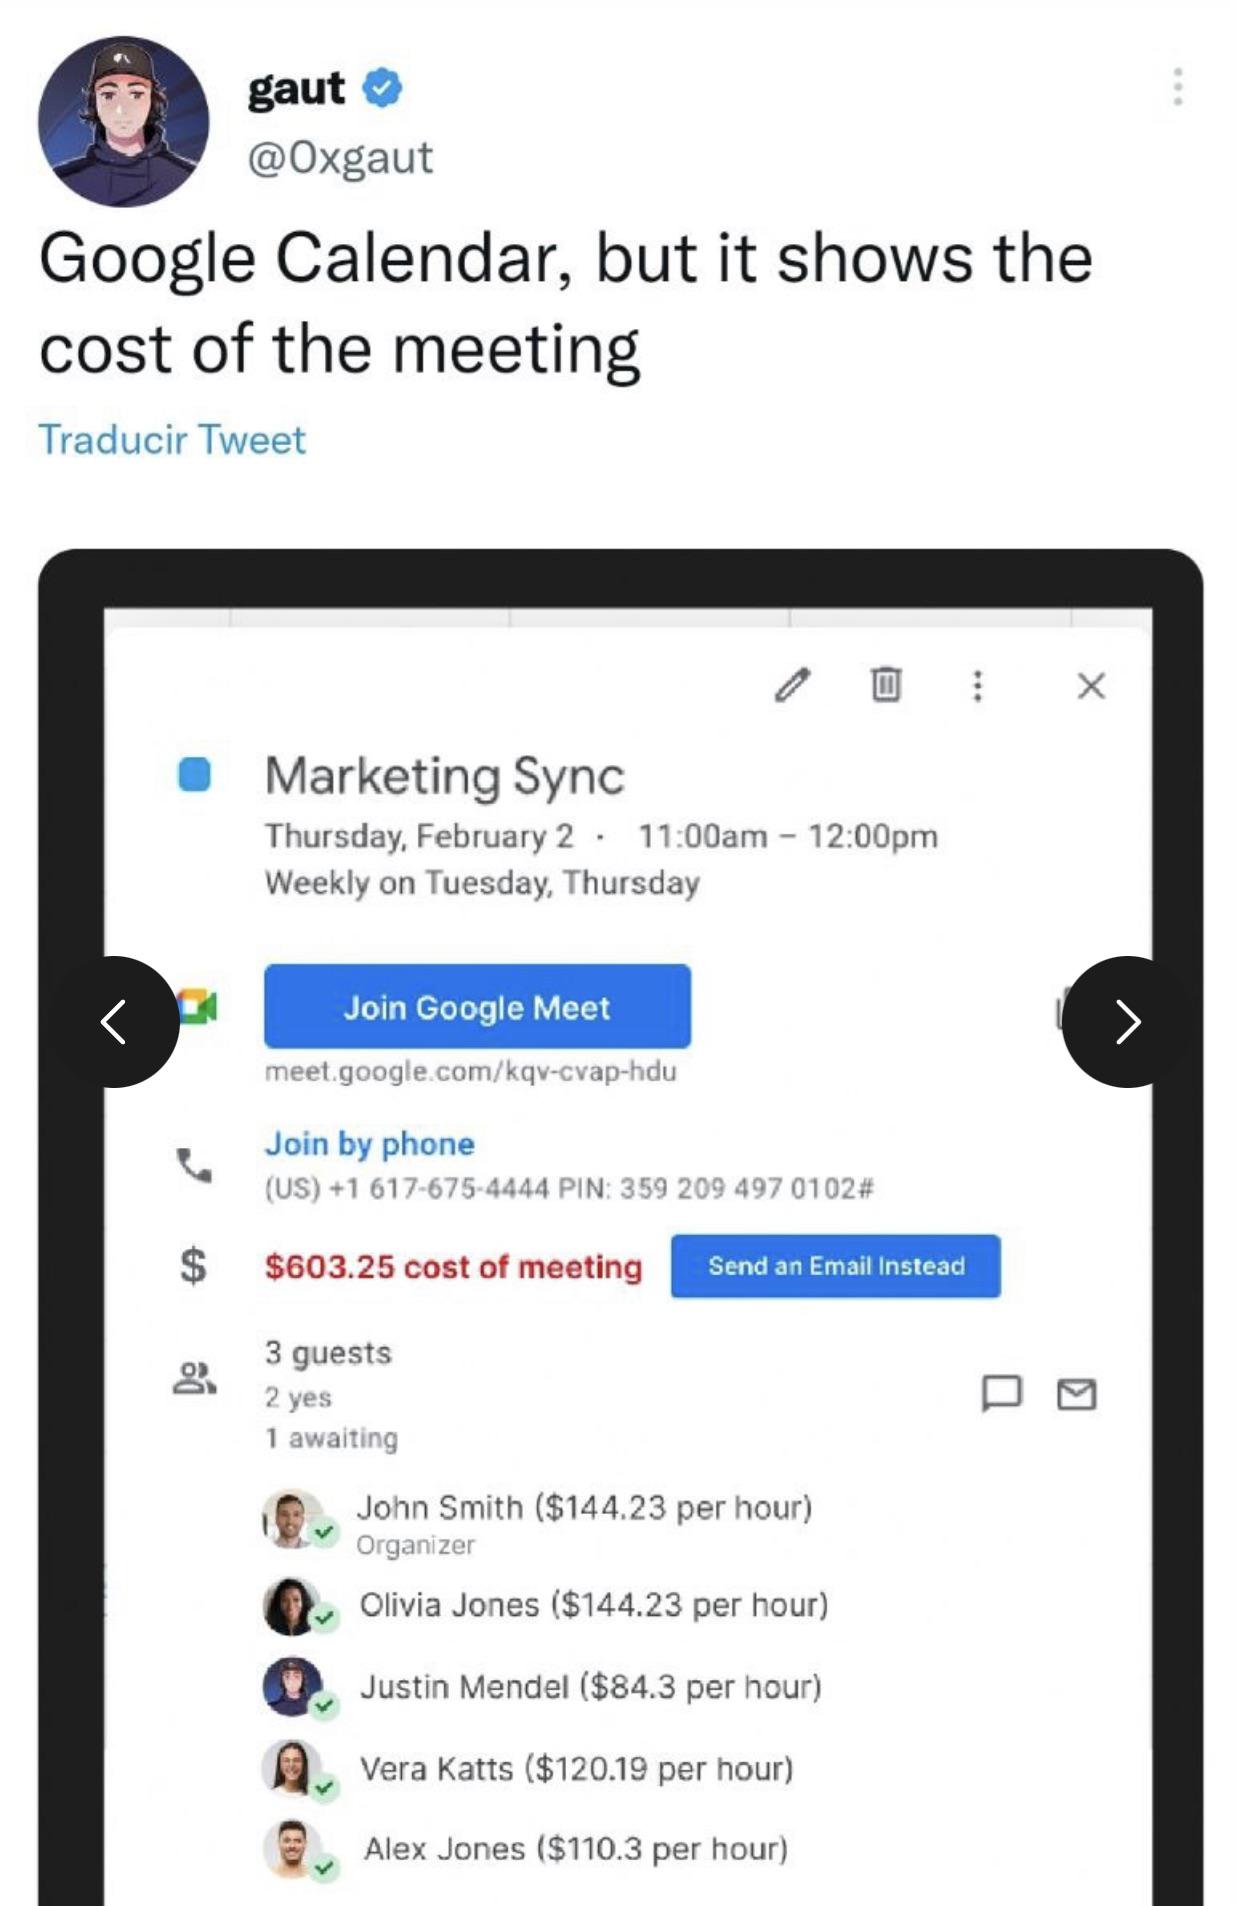 gaut
@0xgaut
Google Calendar, but it shows the
cost of the meeting
Traducir Tweet
Marketing Sync
Thursday, February 2 · 11:00am – 12:00pm
Weekly on Tuesday, Thursday
Join Google Meet
meet.google.com/kqv-cvap-hdu
Join by phone
(US) +1 617-675-4444 PIN: 359 209 497 0102#
$ $603.25 cost of meeting Send an Email Instead
3 guests
2 yes
1 awaiting
John Smith ($144.23 per hour)
Organizer
Olivia Jones ($144.23 per hour)
Justin Mendel ($84.3 per hour)
Vera Katts ($120.19 per hour)
Alex Jones ($110.3 per hour)